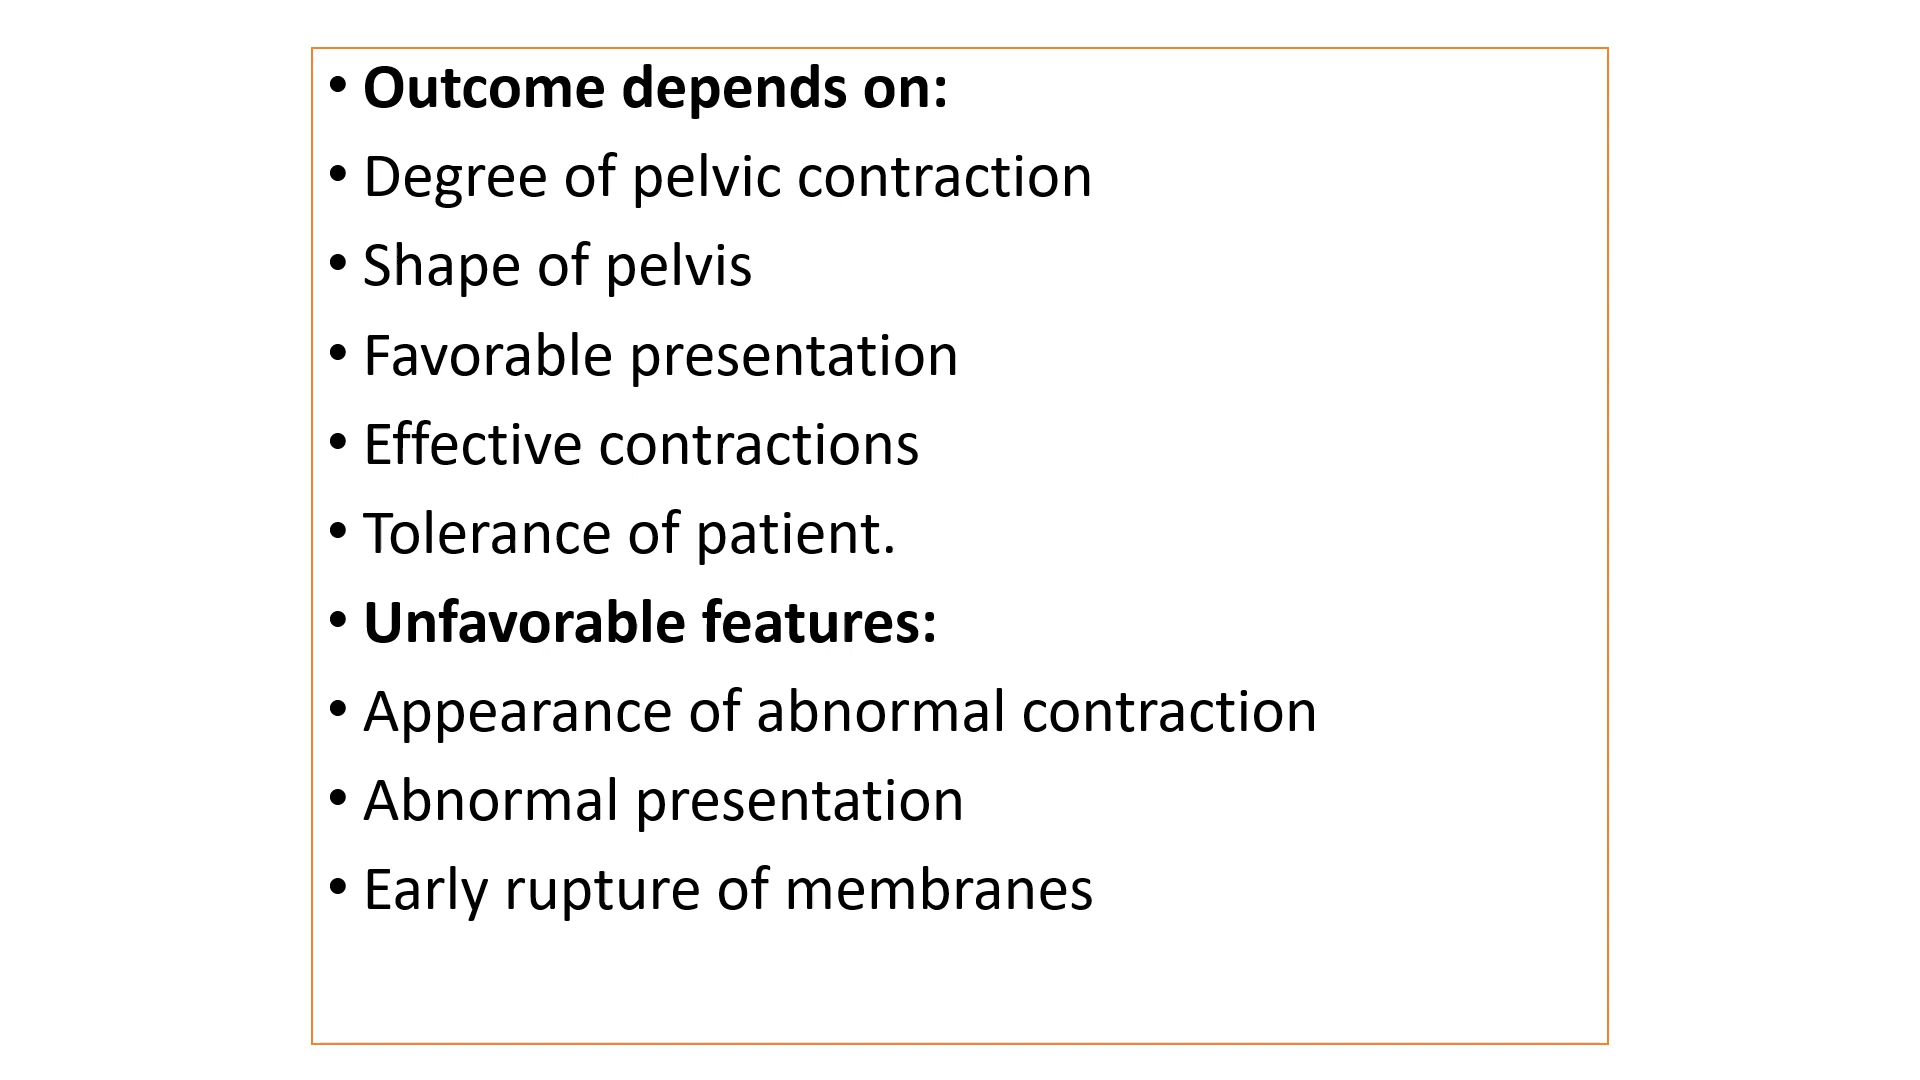 • Outcome depends on:
• Degree of pelvic contraction
• Shape of pelvis
• Favorable presentation
• Effective contractions
• Tolerance of patient.
• Unfavorable features:
• Appearance of abnormal contraction
• Abnormal presentation
• Early rupture of membranes